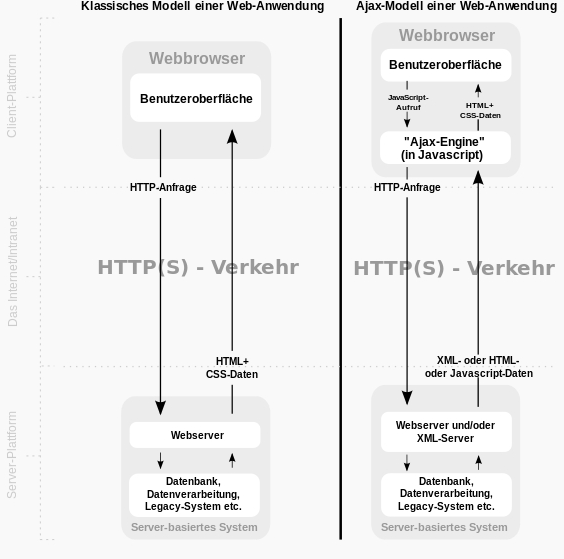 Klassisches Modell einer Web-Anwendung
Webbrowser
Benutzeroberfläche
HTTP-Anfrage
HTTP(S) - Verkehr
HTML+
CSS-Daten
Webserver
Datenbank,
Datenverarbeitung,
Legacy-System etc.
Server-basiertes System
Ajax-Modell einer Web-Anwendung
Webbrowser
Benutzeroberfläche
JavaScript-
Aufruf
HTML+
CSS-Daten
"Ajax-Engine"
(in Javascript)
HTTP-Anfrage
HTTP(S) - Verkehr
XML- oder HTML-
oder Javascript-Daten
Webserver und/oder
XML-Server
Datenbank,
Datenverarbeitung,
Legacy-System etc.
Server-basiertes System
Client-Plattform
Das Internet/Intranet
Server-Plattform